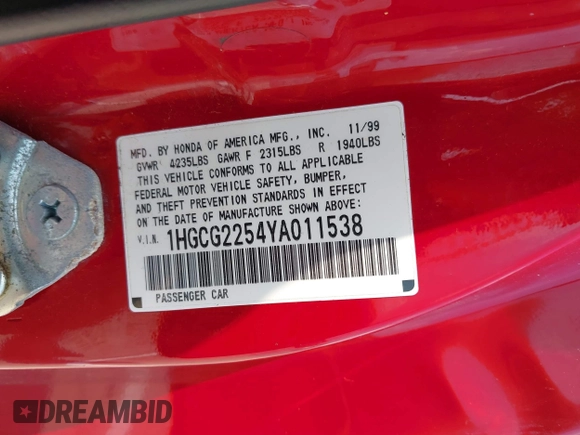 MFD. BY HONDA OF AMERICA MFG., INC. 11/99
GVWR 4235LBS GAWR F 2315LBS R 1940LBS
THIS VEHICLE CONFORMS TO ALL APPLICABLE
FEDERAL MOTOR VEHICLE SAFETY, BUMPER,
AND THEFT PREVENTION STANDARDS IN EFFECT
ON THE DATE OF MANUFACTURE SHOWN ABOVE.
V.I.N. 1HGCG2254YA011538
PASSENGER CAR
DREAMBID